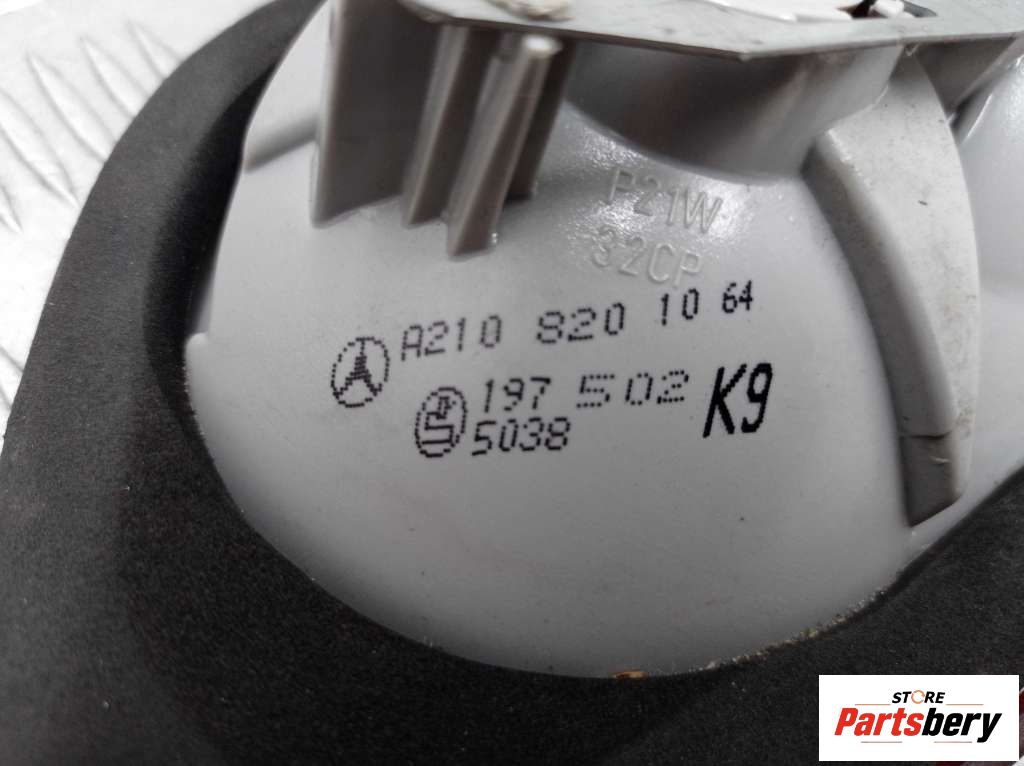 P21W
32CP
A210 820 10 64
197 502 K9
5038
STORE
Partsbery